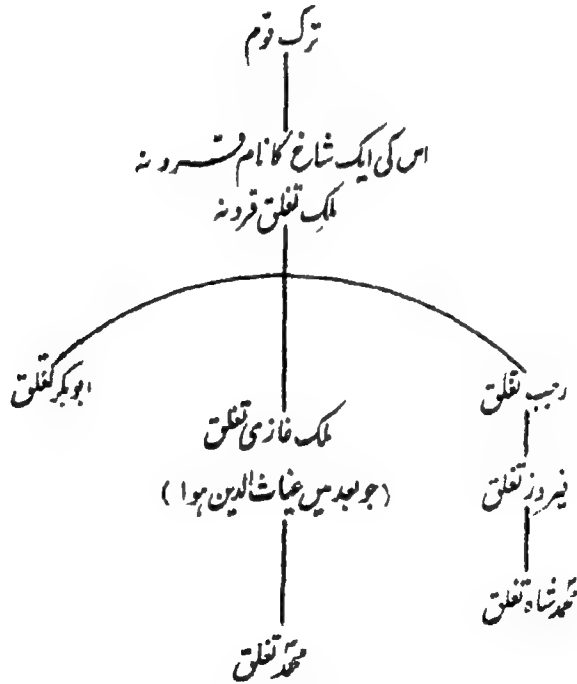 ترک قوم
اس کی ایک شاخ کا نام قرونہ
ملک تغلق قرونہ
رجب تغلق
ابوبکر تغلق
ملک غازی تغلق
فیروز تغلق
(جو بعد میں غیاث الدین ہوا)
محمد شاہ تغلق
محمد تغلق